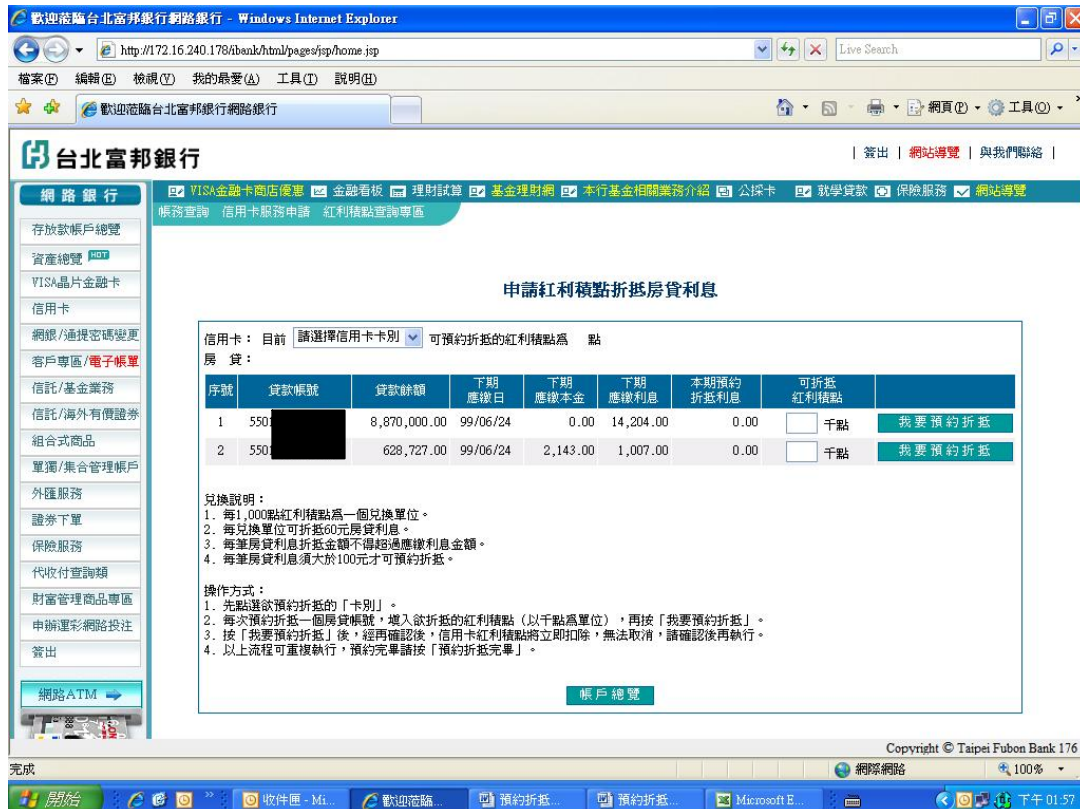 歡迎蒞臨台北富邦銀行網路銀行 - Windows Internet Explorer
http://172.16.240.178/ibank/html/pages/jsp/home.jsp
Live Search
檔案(F) 編輯(E) 檢視(V) 我的最愛(A) 工具(T) 說明(H)
歡迎蒞臨台北富邦銀行網路銀行
網頁(P) 工具(O)
台北富邦銀行
| 簽出 | 網站導覽 | 與我們聯絡 |
網路銀行
VISA金融卡商店優惠 金融看板 理財試算 基金理財網 本行基金相關業務介紹 公採卡 就學貸款 保險服務 網站導覽
帳務查詢 信用卡服務申請 紅利積點查詢專區
存放款帳戶總覽
資產總覽 HOT
VISA晶片金融卡
信用卡
網銀/通提密碼變更
客戶專區/電子帳單
信託/基金業務
信託/海外有價證券
組合式商品
單獨/集合管理帳戶
外匯服務
證券下單
保險服務
代收付查詢類
財富管理商品專區
申辦運彩網路投注
簽出
網路ATM
申請紅利積點折抵房貸利息
信用卡： 目前 請選擇信用卡卡別 可預約折抵的紅利積點為 點
房 貸：
序號 貸款帳號 貸款餘額 下期應繳日 下期應繳本金 下期應繳利息 本期預約折抵利息 可折抵紅利積點
1 5501 8,870,000.00 99/06/24 0.00 14,204.00 0.00 千點 我要預約折抵
2 550 628,727.00 99/06/24 2,143.00 1,007.00 0.00 千點 我要預約折抵
兌換說明：
1. 每1,000點紅利積點為一個兌換單位。
2. 每兌換單位可折抵60元房貸利息。
3. 每筆房貸利息折抵金額不得超過應繳利息金額。
4. 每筆房貸利息須大於100元才可預約折抵。
操作方式：
1. 先點選欲預約折抵的「卡別」。
2. 每次預約折抵一個房貸帳號，填入欲折抵的紅利積點（以千點為單位），再按「我要預約折抵」。
3. 按「我要預約折抵」後，經再確認後，信用卡紅利積點將立即扣除，無法取消，請確認後再執行。
4. 以上流程可重複執行，預約完畢請按「預約折抵完畢」。
帳戶總覽
Copyright © Taipei Fubon Bank 176
完成 網際網路 100%
開始 收件匣 - Mi... 歡迎蒞臨... 預約折抵... 預約折抵... Microsoft E... 下午 01:57